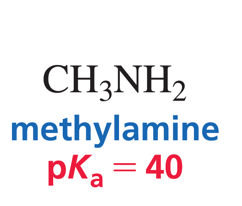 CH₃NH₂
methylamine
pKₐ = 40